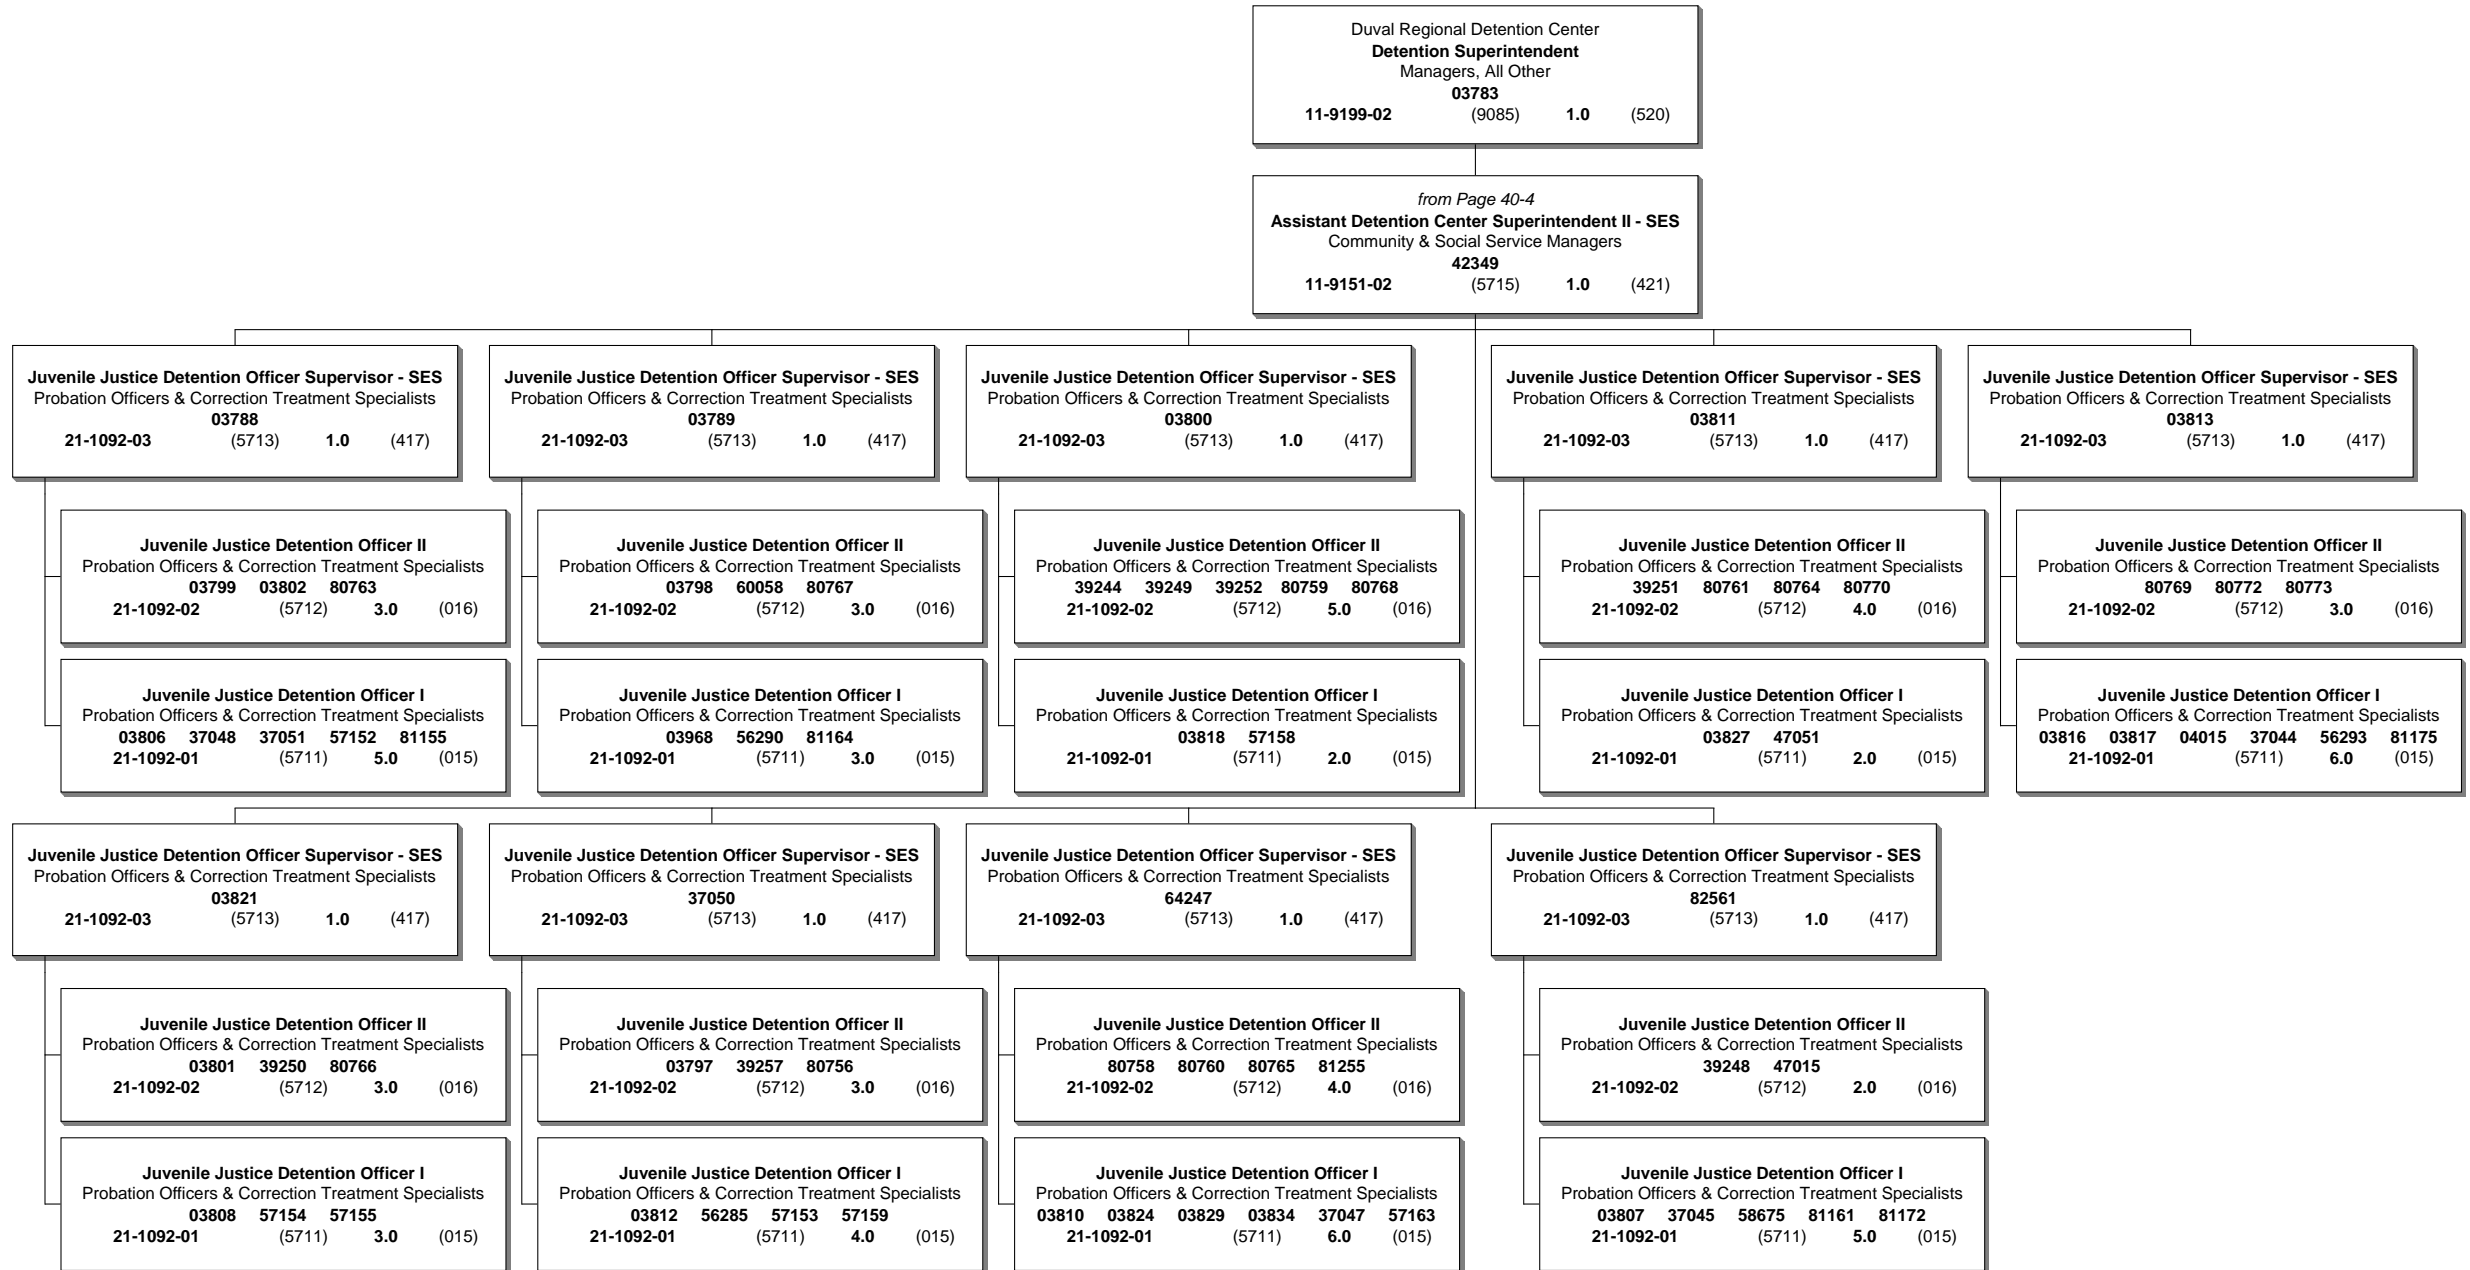 Duval Regional Detention Center
Detention Superintendent
Managers, All Other
03783
11-9199-02 (9085) 1.0 (520)
from Page 40-4
Assistant Detention Center Superintendent II - SES
Community & Social Service Managers
42349
11-9151-02 (5715) 1.0 (421)
Juvenile Justice Detention Officer Supervisor - SES
Probation Officers & Correction Treatment Specialists
03788
21-1092-03 (5713) 1.0 (417)
Juvenile Justice Detention Officer II
Probation Officers & Correction Treatment Specialists
03799 03802 80763
21-1092-02 (5712) 3.0 (016)
Juvenile Justice Detention Officer I
Probation Officers & Correction Treatment Specialists
03806 37048 37051 57152 81155
21-1092-01 (5711) 5.0 (015)
Juvenile Justice Detention Officer Supervisor - SES
Probation Officers & Correction Treatment Specialists
03789
21-1092-03 (5713) 1.0 (417)
Juvenile Justice Detention Officer II
Probation Officers & Correction Treatment Specialists
03798 60058 80767
21-1092-02 (5712) 3.0 (016)
Juvenile Justice Detention Officer I
Probation Officers & Correction Treatment Specialists
03968 56290 81164
21-1092-01 (5711) 3.0 (015)
Juvenile Justice Detention Officer Supervisor - SES
Probation Officers & Correction Treatment Specialists
03800
21-1092-03 (5713) 1.0 (417)
Juvenile Justice Detention Officer II
Probation Officers & Correction Treatment Specialists
39244 39249 39252 80759 80768
21-1092-02 (5712) 5.0 (016)
Juvenile Justice Detention Officer I
Probation Officers & Correction Treatment Specialists
03818 57158
21-1092-01 (5711) 2.0 (015)
Juvenile Justice Detention Officer Supervisor - SES
Probation Officers & Correction Treatment Specialists
03811
21-1092-03 (5713) 1.0 (417)
Juvenile Justice Detention Officer II
Probation Officers & Correction Treatment Specialists
39251 80761 80764 80770
21-1092-02 (5712) 4.0 (016)
Juvenile Justice Detention Officer I
Probation Officers & Correction Treatment Specialists
03827 47051
21-1092-01 (5711) 2.0 (015)
Juvenile Justice Detention Officer Supervisor - SES
Probation Officers & Correction Treatment Specialists
03813
21-1092-03 (5713) 1.0 (417)
Juvenile Justice Detention Officer II
Probation Officers & Correction Treatment Specialists
80769 80772 80773
21-1092-02 (5712) 3.0 (016)
Juvenile Justice Detention Officer I
Probation Officers & Correction Treatment Specialists
03816 03817 04015 37044 56293 81175
21-1092-01 (5711) 6.0 (015)
Juvenile Justice Detention Officer Supervisor - SES
Probation Officers & Correction Treatment Specialists
03821
21-1092-03 (5713) 1.0 (417)
Juvenile Justice Detention Officer II
Probation Officers & Correction Treatment Specialists
03801 39250 80766
21-1092-02 (5712) 3.0 (016)
Juvenile Justice Detention Officer I
Probation Officers & Correction Treatment Specialists
03808 57154 57155
21-1092-01 (5711) 3.0 (015)
Juvenile Justice Detention Officer Supervisor - SES
Probation Officers & Correction Treatment Specialists
37050
21-1092-03 (5713) 1.0 (417)
Juvenile Justice Detention Officer II
Probation Officers & Correction Treatment Specialists
03797 39257 80756
21-1092-02 (5712) 3.0 (016)
Juvenile Justice Detention Officer I
Probation Officers & Correction Treatment Specialists
03812 56285 57153 57159
21-1092-01 (5711) 4.0 (015)
Juvenile Justice Detention Officer Supervisor - SES
Probation Officers & Correction Treatment Specialists
64247
21-1092-03 (5713) 1.0 (417)
Juvenile Justice Detention Officer II
Probation Officers & Correction Treatment Specialists
80758 80760 80765 81255
21-1092-02 (5712) 4.0 (016)
Juvenile Justice Detention Officer I
Probation Officers & Correction Treatment Specialists
03810 03824 03829 03834 37047 57163
21-1092-01 (5711) 6.0 (015)
Juvenile Justice Detention Officer Supervisor - SES
Probation Officers & Correction Treatment Specialists
82561
21-1092-03 (5713) 1.0 (417)
Juvenile Justice Detention Officer II
Probation Officers & Correction Treatment Specialists
39248 47015
21-1092-02 (5712) 2.0 (016)
Juvenile Justice Detention Officer I
Probation Officers & Correction Treatment Specialists
03807 37045 58675 81161 81172
21-1092-01 (5711) 5.0 (015)